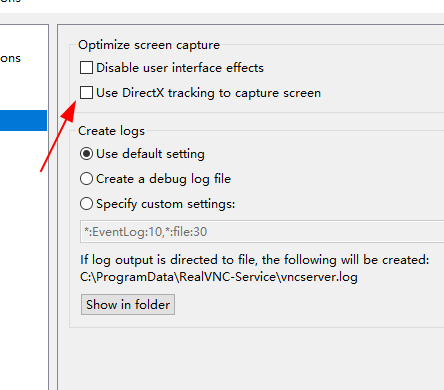 ons
ons
Optimize screen capture
Disable user interface effects
Use DirectX tracking to capture screen
Create logs
Use default setting
Create a debug log file
Specify custom settings:
*:EventLog:10,*:file:30
If log output is directed to file, the following will be created:
C:\ProgramData\RealVNC-Service\vncserver.log
Show in folder